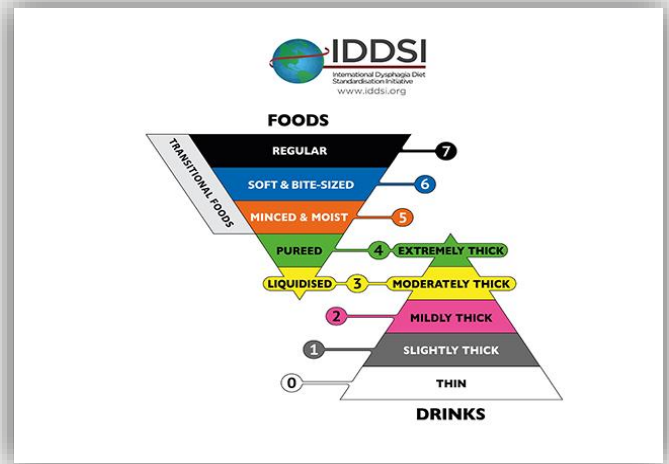 IDDSI
International Dysphagia Diet
Standardisation Initiative
www.iddsi.org
FOODS
TRANSITIONAL FOODS
REGULAR
7
SOFT & BITE-SIZED
6
MINCED & MOIST
5
PUREED
4
EXTREMELY THICK
LIQUIDISED
3
MODERATELY THICK
2
MILDLY THICK
1
SLIGHTLY THICK
0
THIN
DRINKS